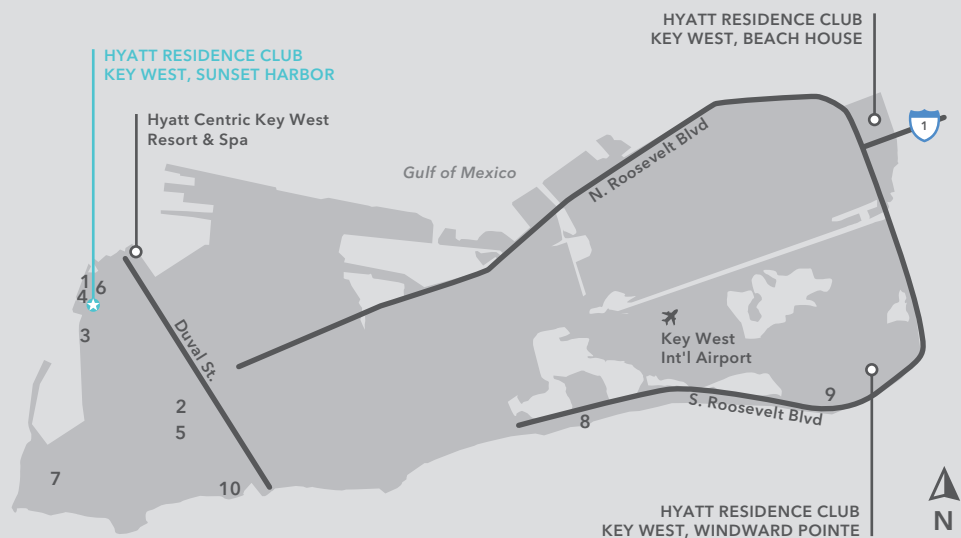 HYATT RESIDENCE CLUB
KEY WEST, BEACH HOUSE
HYATT RESIDENCE CLUB
KEY WEST, SUNSET HARBOR
Hyatt Centric Key West
Resort & Spa
1
N. Roosevelt Blvd
Gulf of Mexico
1
6
4
3
Duval St.
Key West
Int'l Airport
2
5
S. Roosevelt Blvd
9
8
7
10
N
HYATT RESIDENCE CLUB
KEY WEST, WINDWARD POINTE